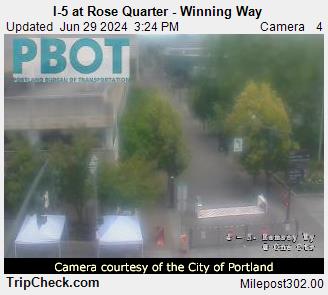 I-5 at Rose Quarter - Winning Way
Updated Jun 29 2024 3:24 PM Camera 4
PBOT
PORTLAND BUREAU OF TRANSPORTATION
Camera courtesy of the City of Portland
TripCheck.com Milepost302.00